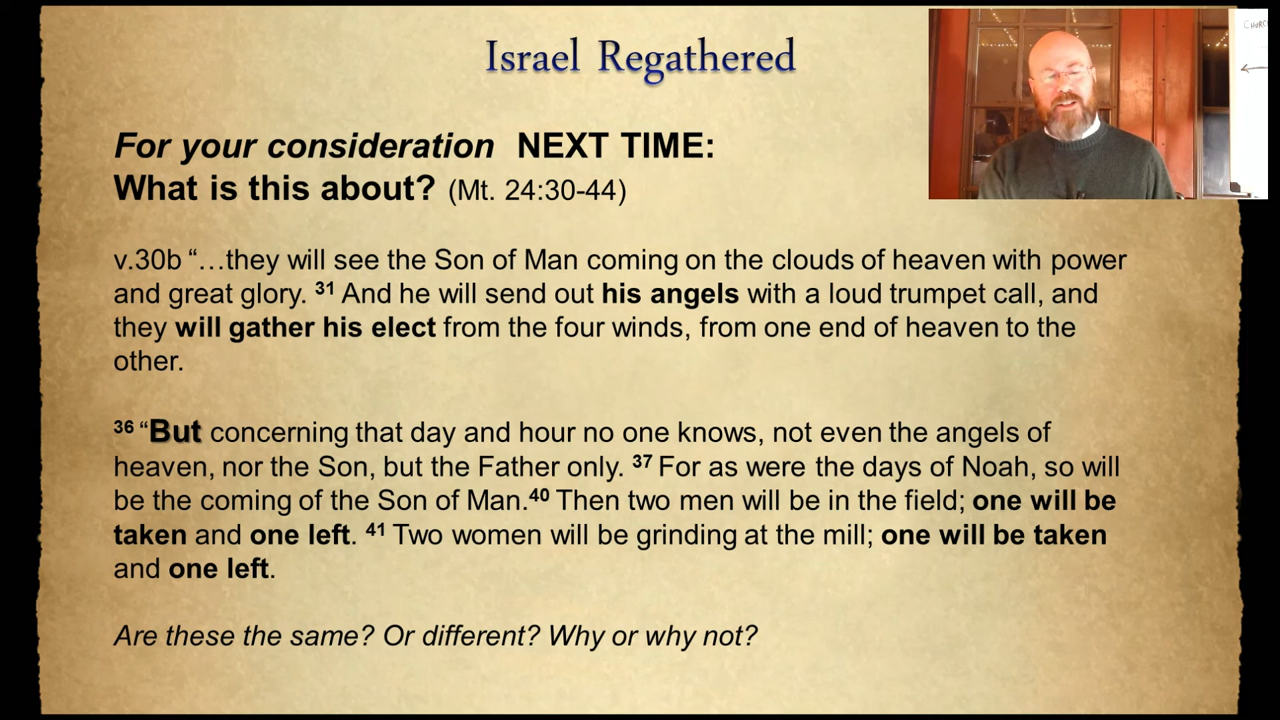 Israel Regathered
For your consideration NEXT TIME:
What is this about? (Mt. 24:30-44)
v.30b “…they will see the Son of Man coming on the clouds of heaven with power
and great glory. 31 And he will send out his angels with a loud trumpet call, and
they will gather his elect from the four winds, from one end of heaven to the
other.
36 “But concerning that day and hour no one knows, not even the angels of
heaven, nor the Son, but the Father only. 37 For as were the days of Noah, so will
be the coming of the Son of Man.40 Then two men will be in the field; one will be
taken and one left. 41 Two women will be grinding at the mill; one will be taken
and one left.
Are these the same? Or different? Why or why not?